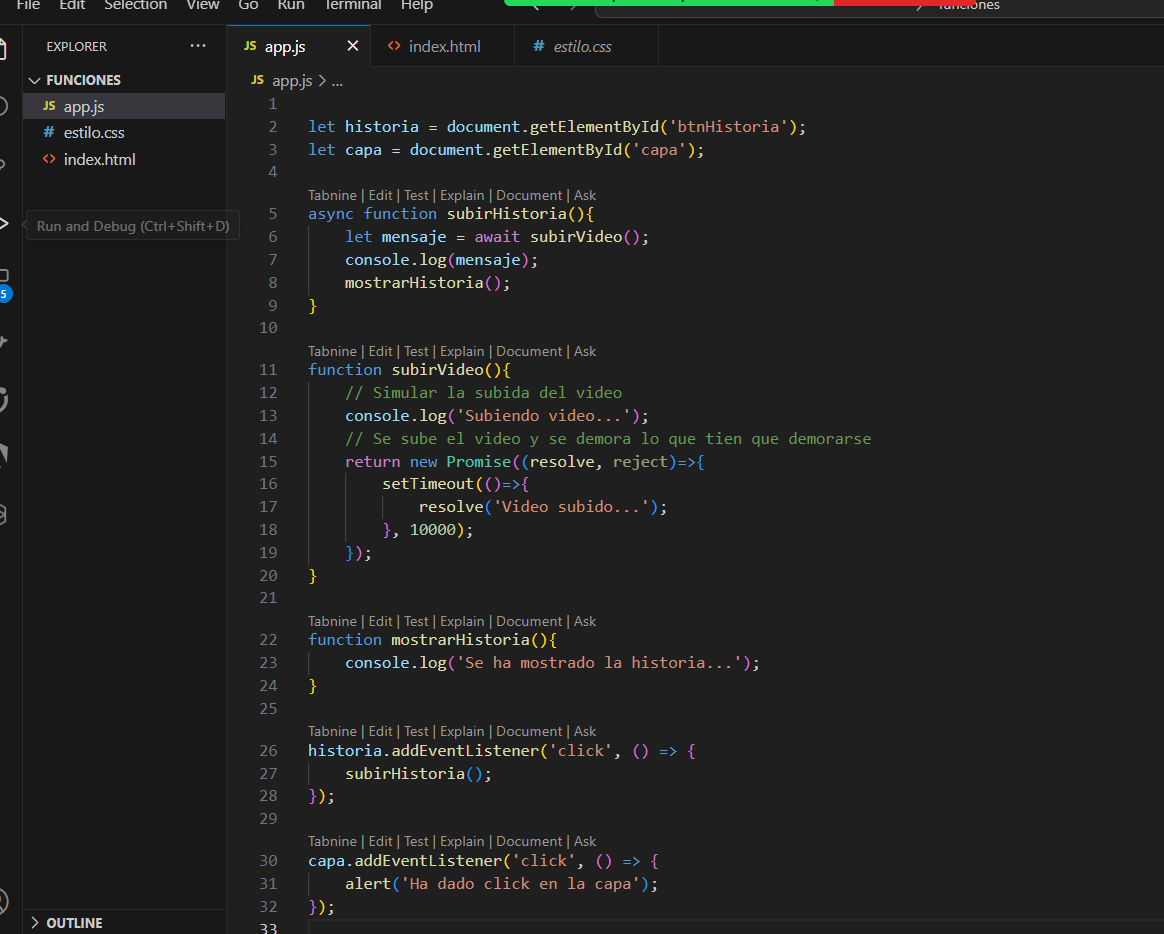 File Edit Selection View Go Run Terminal Help
funciones
EXPLORER ...
JS app.js × <> index.html # estilo.css
FUNCIONES
JS app.js > ...
JS app.js
# estilo.css
<> index.html
Run and Debug (Ctrl+Shift+D)
5
1
2 let historia = document.getElementById('btnHistoria');
3 let capa = document.getElementById('capa');
4
Tabnine | Edit | Test | Explain | Document | Ask
5 async function subirHistoria(){
6 let mensaje = await subirVideo();
7 console.log(mensaje);
8 mostrarHistoria();
9 }
10
Tabnine | Edit | Test | Explain | Document | Ask
11 function subirVideo(){
12 // Simular la subida del video
13 console.log('Subiendo video...');
14 // Se sube el video y se demora lo que tien que demorarse
15 return new Promise((resolve, reject)=>{
16 setTimeout(()=>{
17 resolve('Video subido...');
18 }, 10000);
19 });
20 }
21
Tabnine | Edit | Test | Explain | Document | Ask
22 function mostrarHistoria(){
23 console.log('Se ha mostrado la historia...');
24 }
25
Tabnine | Edit | Test | Explain | Document | Ask
26 historia.addEventListener('click', () => {
27 subirHistoria();
28 });
29
Tabnine | Edit | Test | Explain | Document | Ask
30 capa.addEventListener('click', () => {
31 alert('Ha dado click en la capa');
32 });
33
OUTLINE